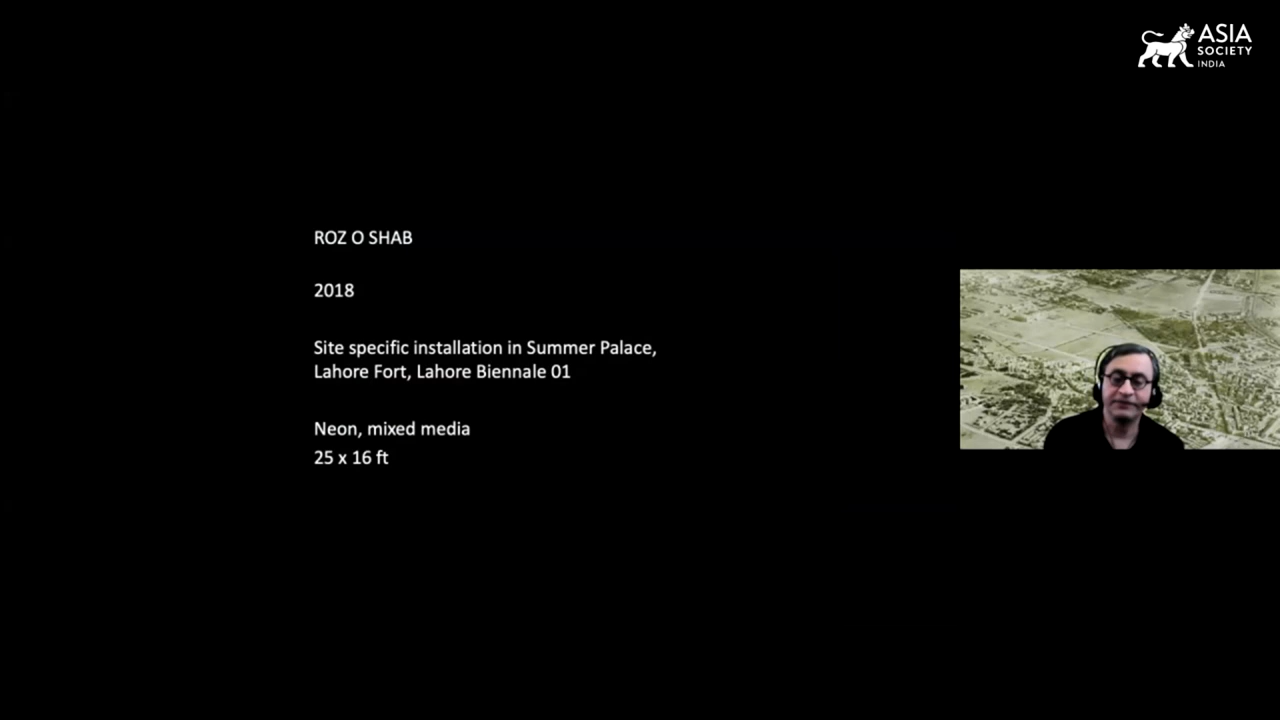 ASIA
SOCIETY
INDIA
ROZ O SHAB
2018
Site specific installation in Summer Palace,
Lahore Fort, Lahore Biennale 01
Neon, mixed media
25 x 16 ft